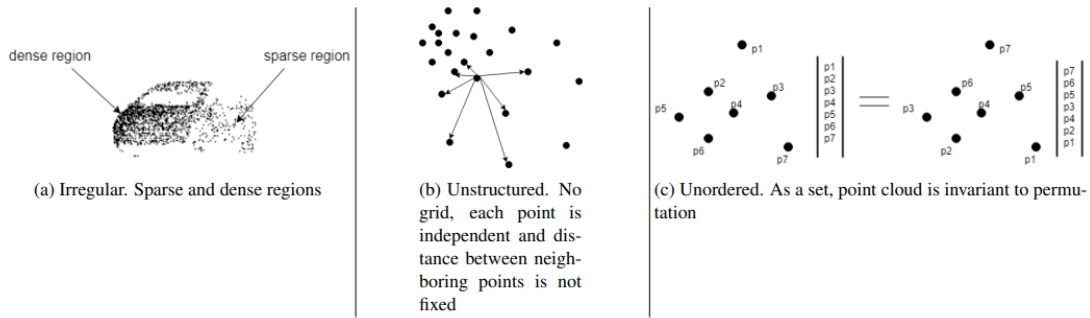 dense region
sparse region
(a) Irregular. Sparse and dense regions
(b) Unstructured. No
grid, each point is
independent and dis-
tance between neigh-
boring points is not
fixed
p1
p2
p3
p5
p4
p6
p7
p1
p2
p3
p4
p5
p6
p7
=
p7
p6
p5
p3
p4
p2
p1
p7
p6
p5
p3
p4
p2
p1
(c) Unordered. As a set, point cloud is invariant to permu-
tation